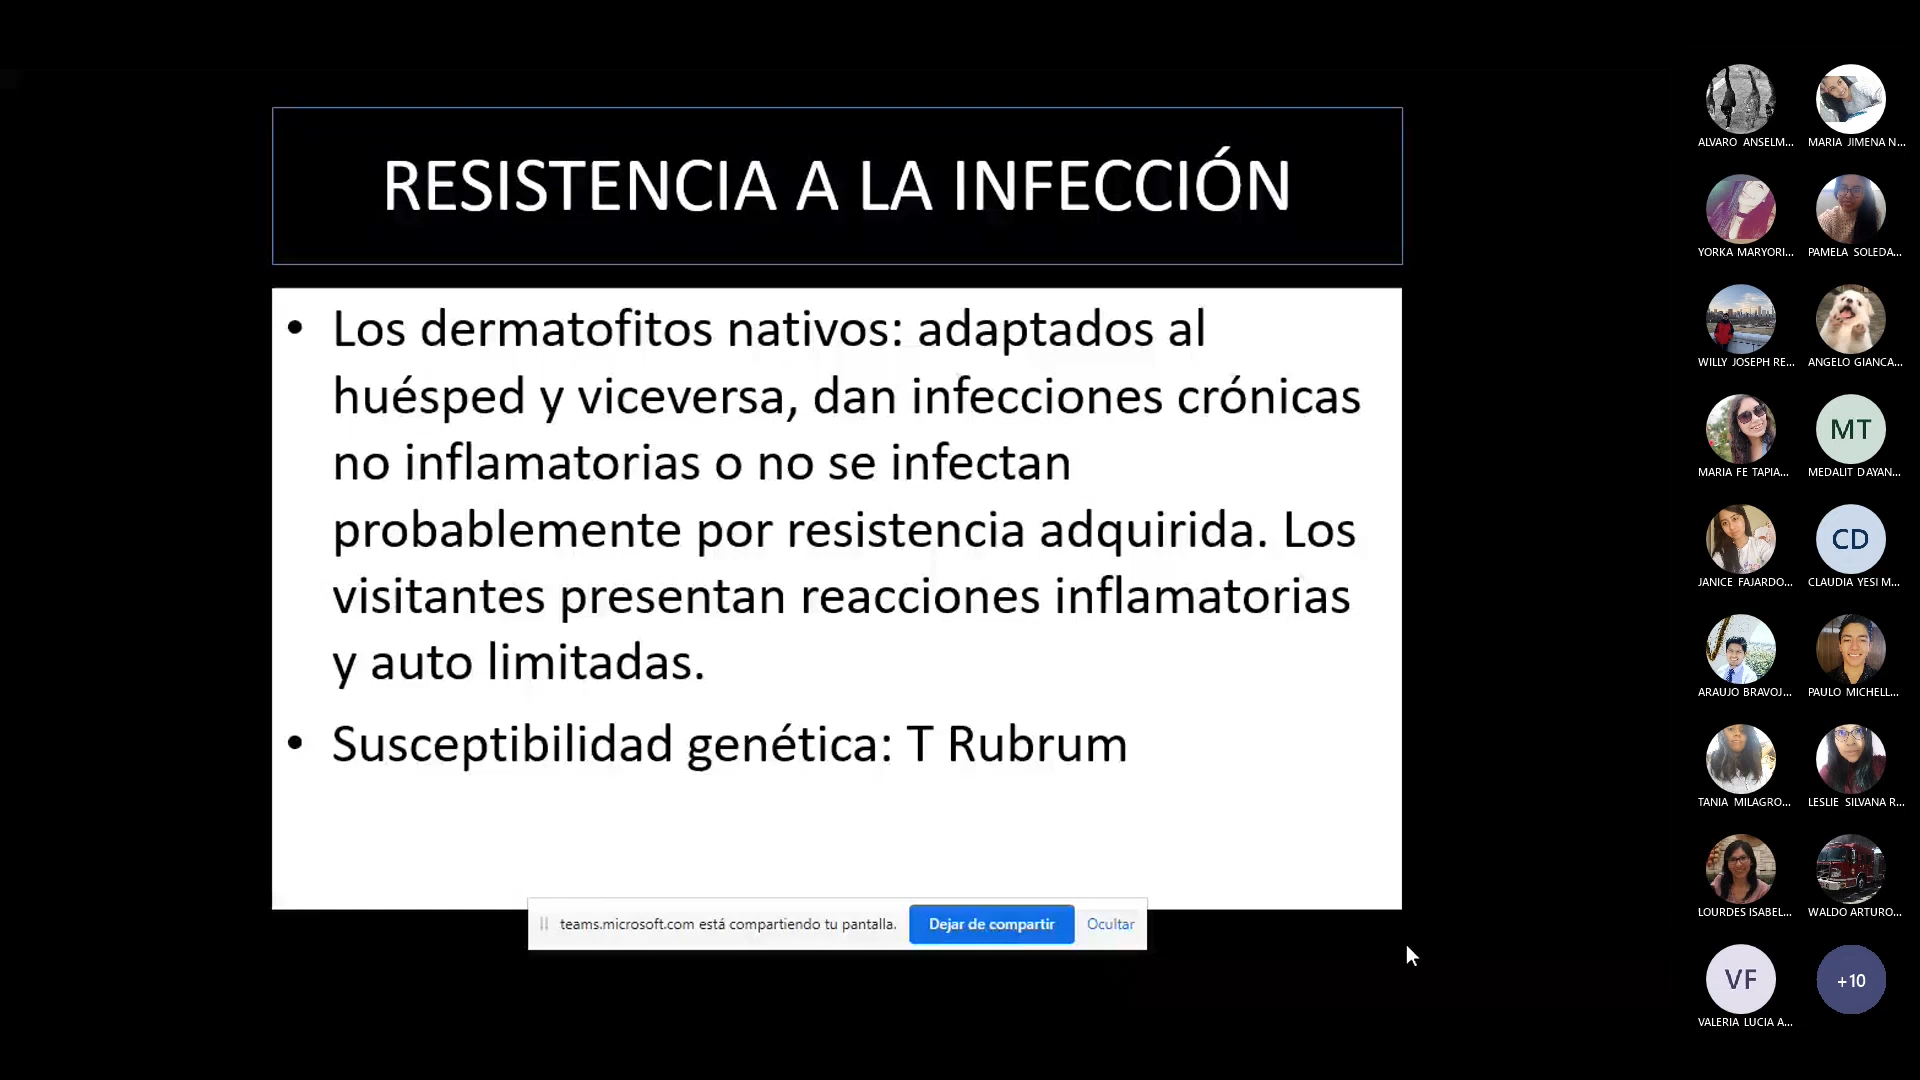 RESISTENCIA A LA INFECCIÓN
• Los dermatofitos nativos: adaptados al
huésped y viceversa, dan infecciones crónicas
no inflamatorias o no se infectan
probablemente por resistencia adquirida. Los
visitantes presentan reacciones inflamatorias
y auto limitadas.
• Susceptibilidad genética: T Rubrum
teams.microsoft.com está compartiendo tu pantalla. Dejar de compartir Ocultar
ALVARO ANSELM... MARIA JIMENA N...
YORKA MARYORI... PAMELA SOLEDA...
WILLY JOSEPH RE... ANGELO GIANCA...
MT
MARIA FE TAPIA... MEDALIT DAYAN...
CD
JANICE FAJARDO... CLAUDIA YESI M...
ARAUJO BRAVOJ... PAULO MICHELL...
TANIA MILAGRO... LESLIE SILVANA R...
LOURDES ISABEL... WALDO ARTURO...
VF +10
VALERIA LUCIA A...